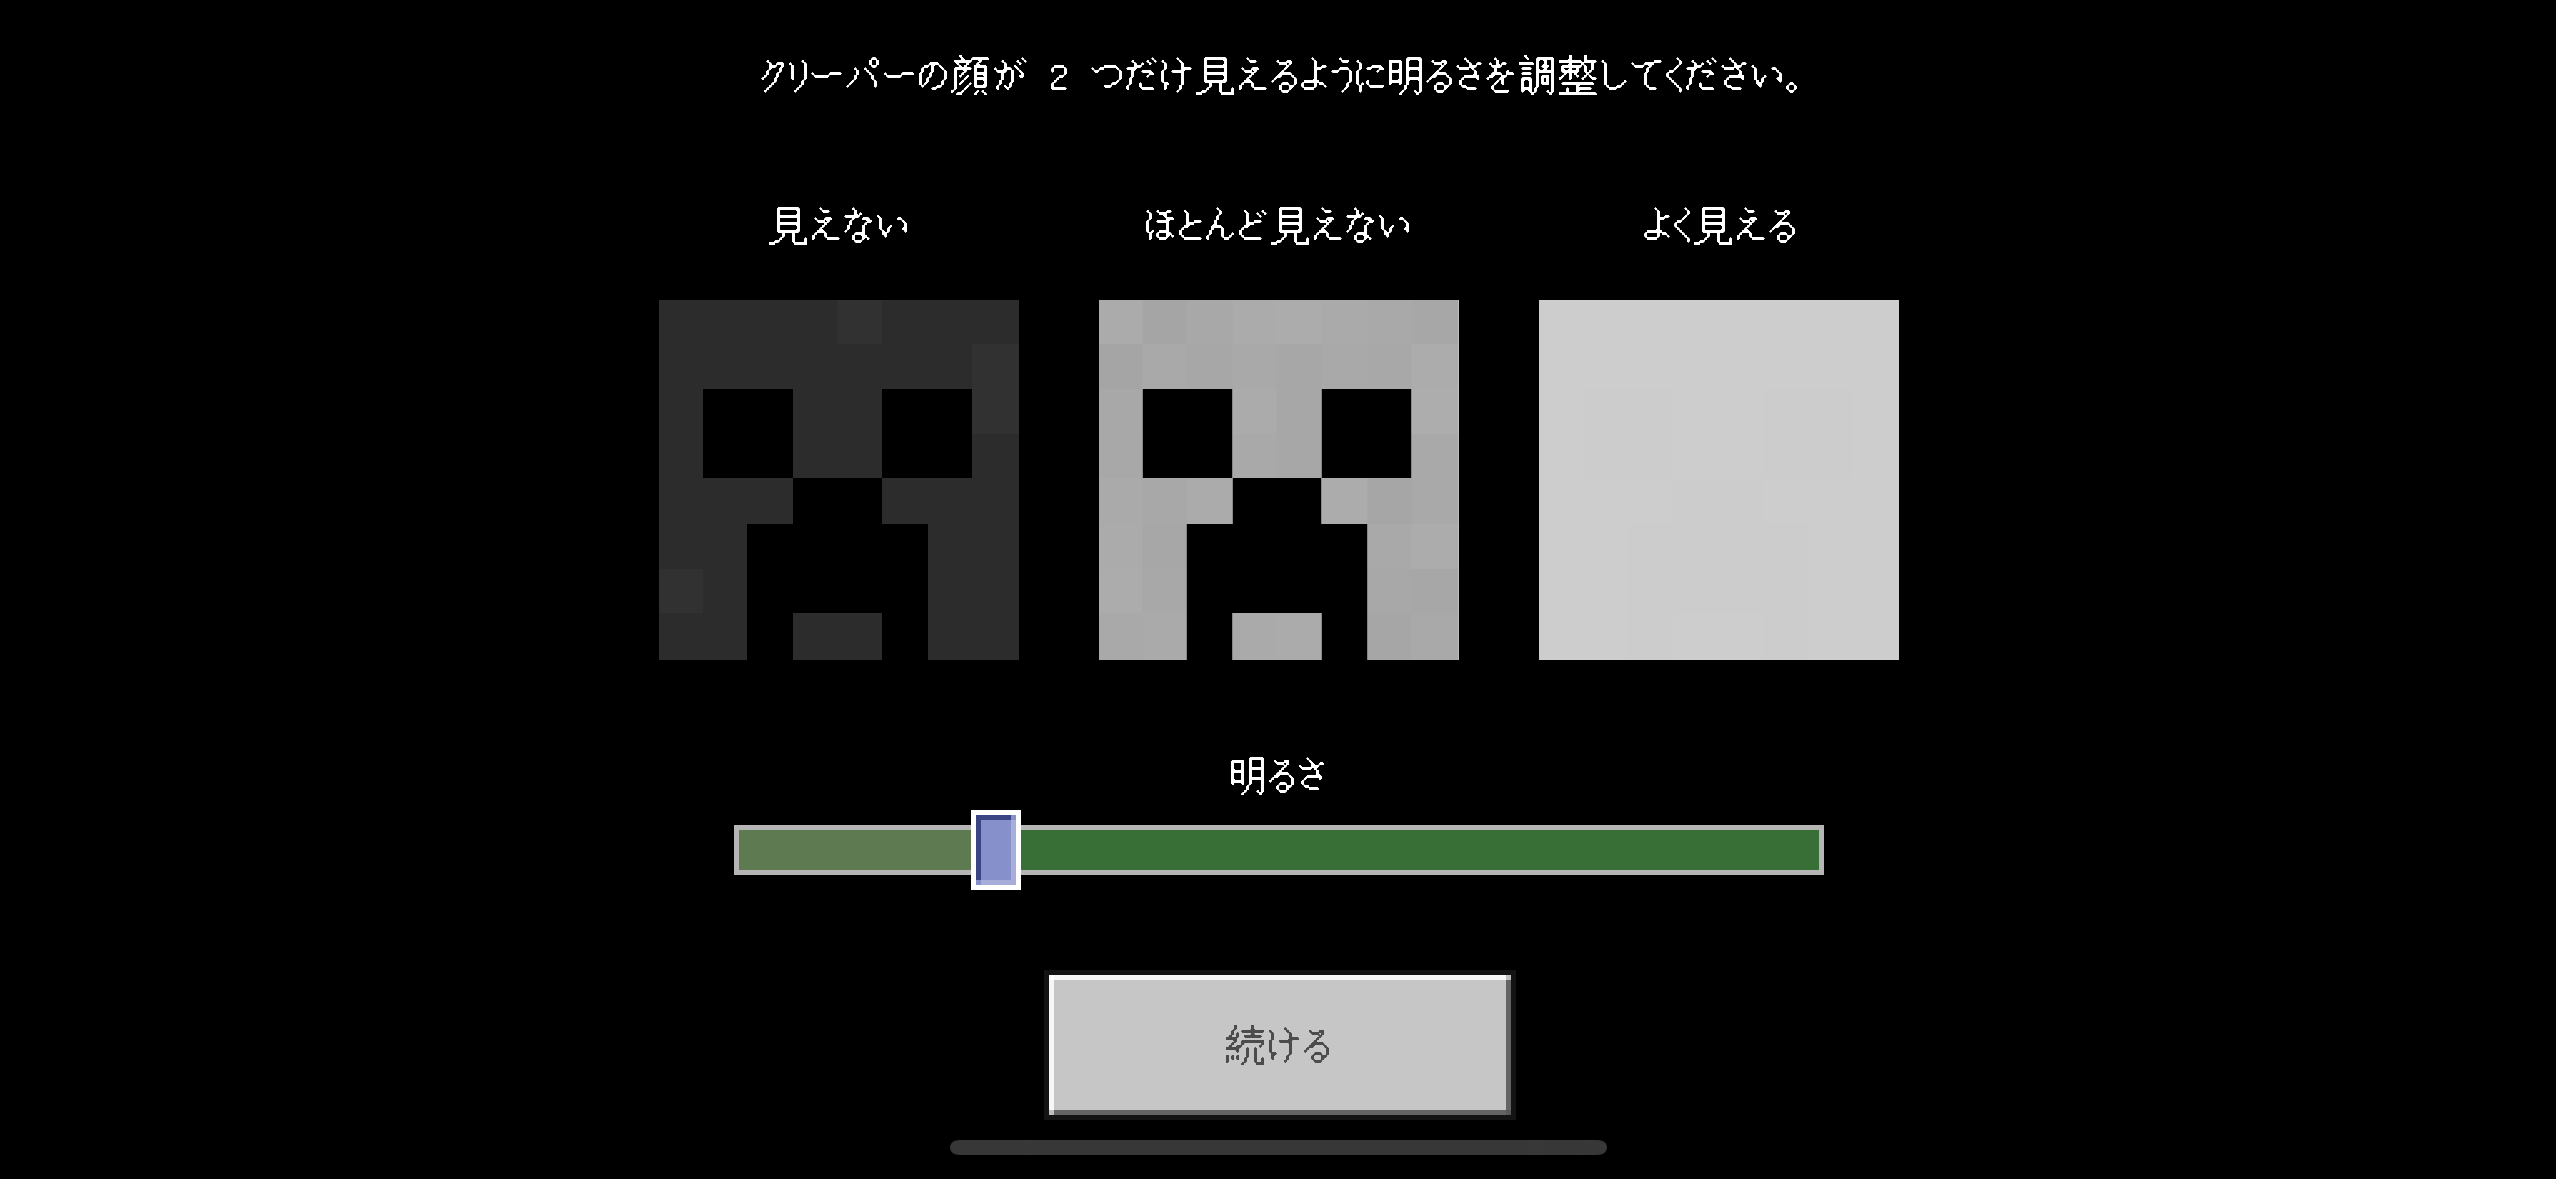 クリーパーの顔が 2 つだけ見えるように明るさを調整してください。
見えない
ほとんど見えない
よく見える
明るさ
続ける